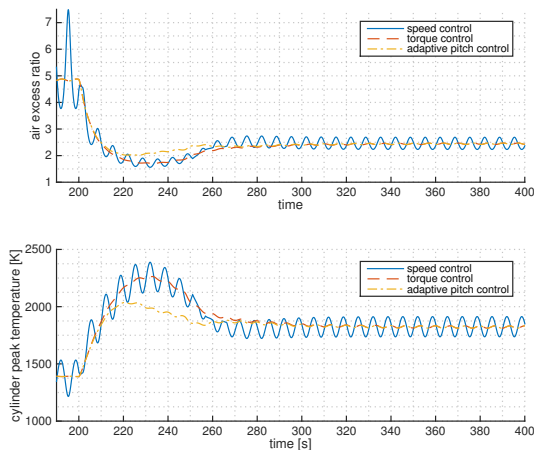 air excess ratio
7
6
5
4
3
2
1
speed control
torque control
adaptive pitch control
200 220 240 260 280 300 320 340 360 380 400
time
cylinder peak temperature [K]
2500
2000
1500
1000
speed control
torque control
adaptive pitch control
200 220 240 260 280 300 320 340 360 380 400
time [s]